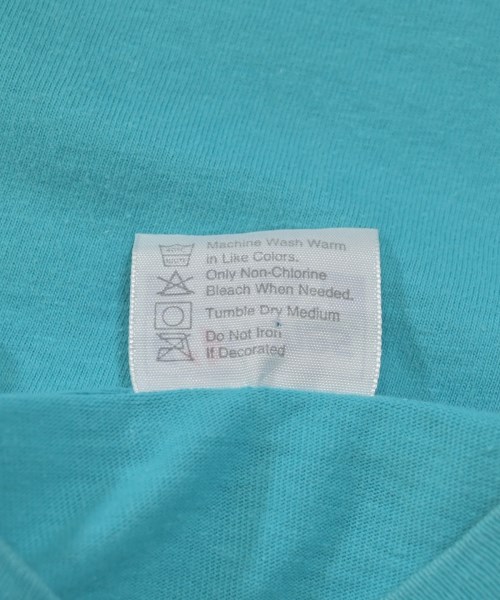 Machine Wash Warm
in Like Colors.
Only Non-Chlorine
Bleach When Needed.
Tumble Dry Medium
Do Not Iron
If Decorated